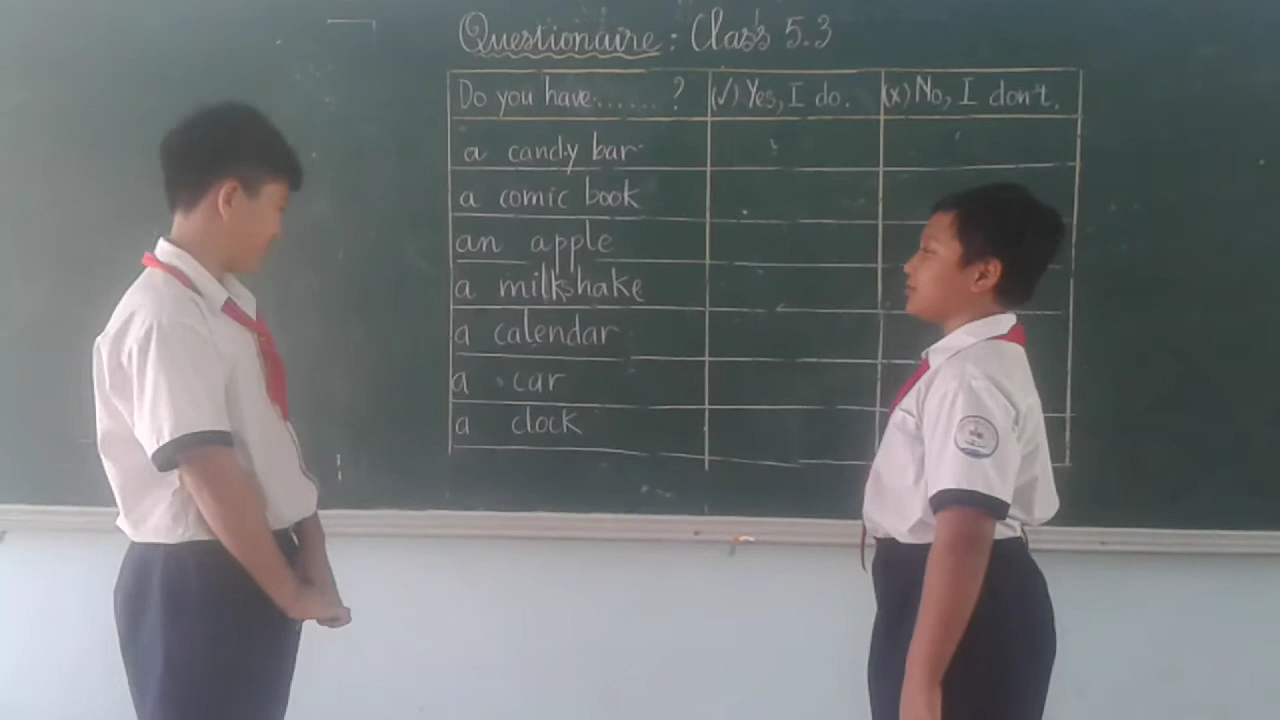 Questionaire: Class 5.3
Do you have.......? (✓) Yes, I do. (x) No, I don't.
a candy bar
a comic book
an apple
a milkshake
a calendar
a car
a clock